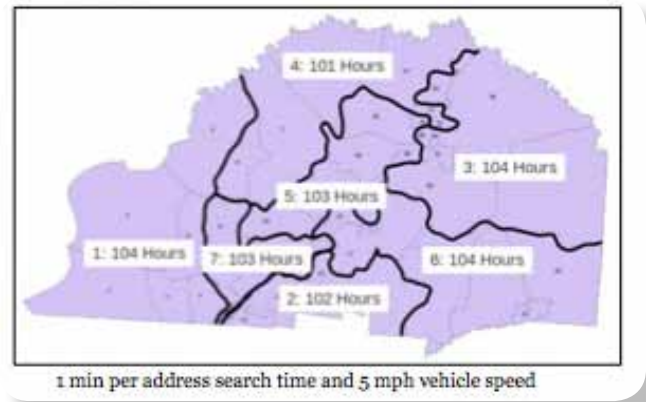 4: 101 Hours
3: 104 Hours
5: 103 Hours
1: 104 Hours
7: 103 Hours
6: 104 Hours
2: 102 Hours
1 min per address search time and 5 mph vehicle speed